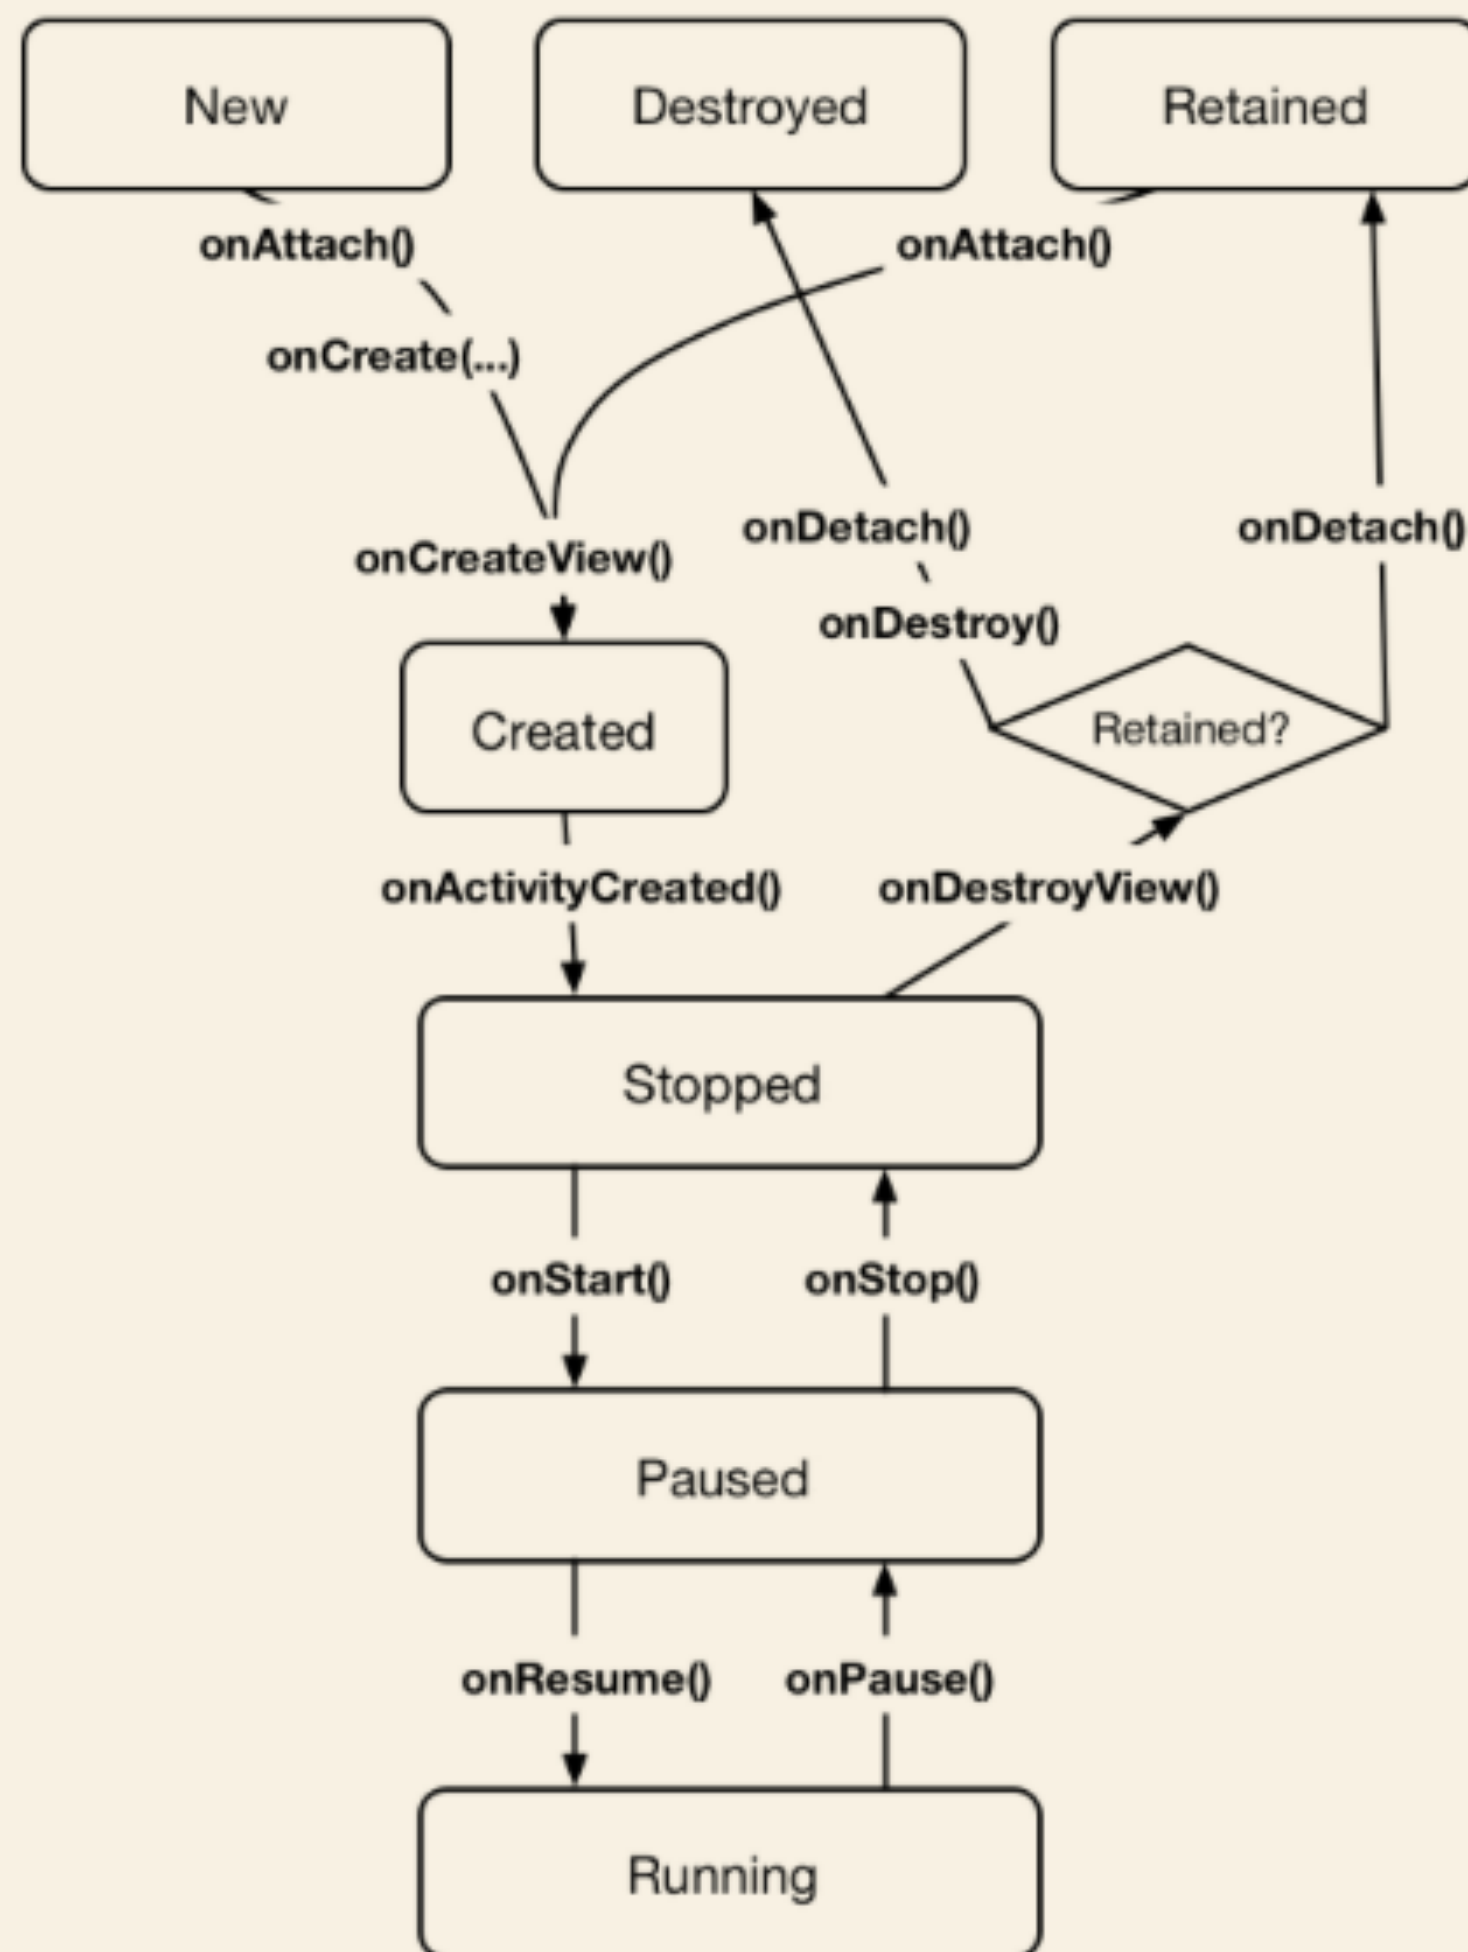 New
Destroyed
Retained
onAttach()
onAttach()
onCreate(...)
onDetach()
onDetach()
onCreateView()
onDestroy()
Created
Retained?
onActivityCreated()
onDestroyView()
Stopped
onStart()
onStop()
Paused
onResume()
onPause()
Running